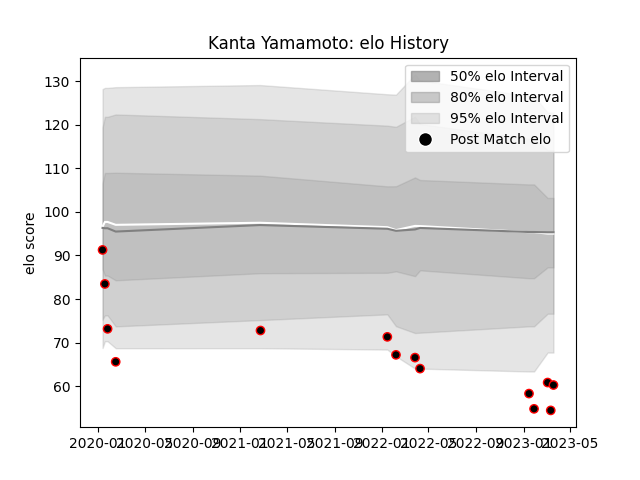 Kanta Yamamoto: elo History
elo score
130
120
110
100
90
80
70
60
50% elo Interval
80% elo Interval
95% elo Interval
Post Match elo
2020-01 2020-05 2020-09 2021-01 2021-05 2021-09 2022-01 2022-05 2022-09 2023-01 2023-05